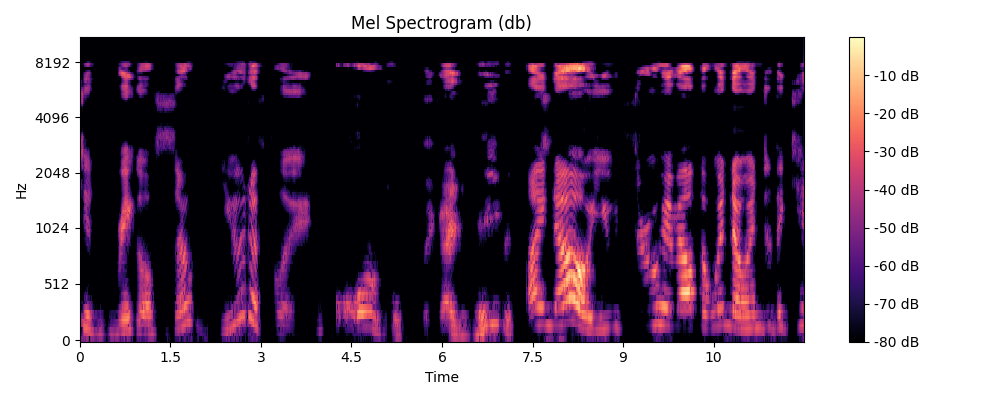 Mel Spectrogram (db)
8192
4096
2048
1024
512
0
Hz
0 1.5 3 4.5 6 7.5 9 10
Time
-10 dB
-20 dB
-30 dB
-40 dB
-50 dB
-60 dB
-70 dB
-80 dB